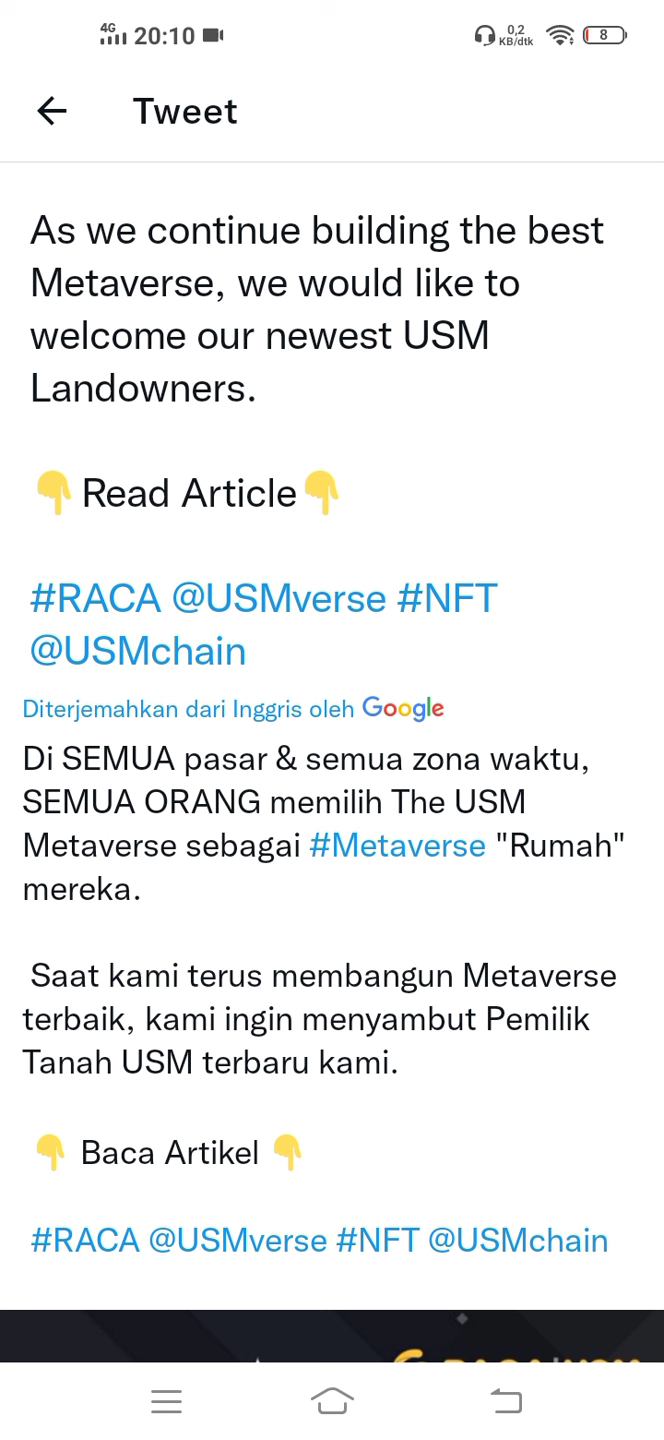 4G 20:10 0,2 KB/dtk 8
Tweet
As we continue building the best
Metaverse, we would like to
welcome our newest USM
Landowners.
👇Read Article👇
#RACA @USMverse #NFT
@USMchain
Diterjemahkan dari Inggris oleh Google
Di SEMUA pasar & semua zona waktu,
SEMUA ORANG memilih The USM
Metaverse sebagai #Metaverse "Rumah"
mereka.
Saat kami terus membangun Metaverse
terbaik, kami ingin menyambut Pemilik
Tanah USM terbaru kami.
👇 Baca Artikel 👇
#RACA @USMverse #NFT @USMchain